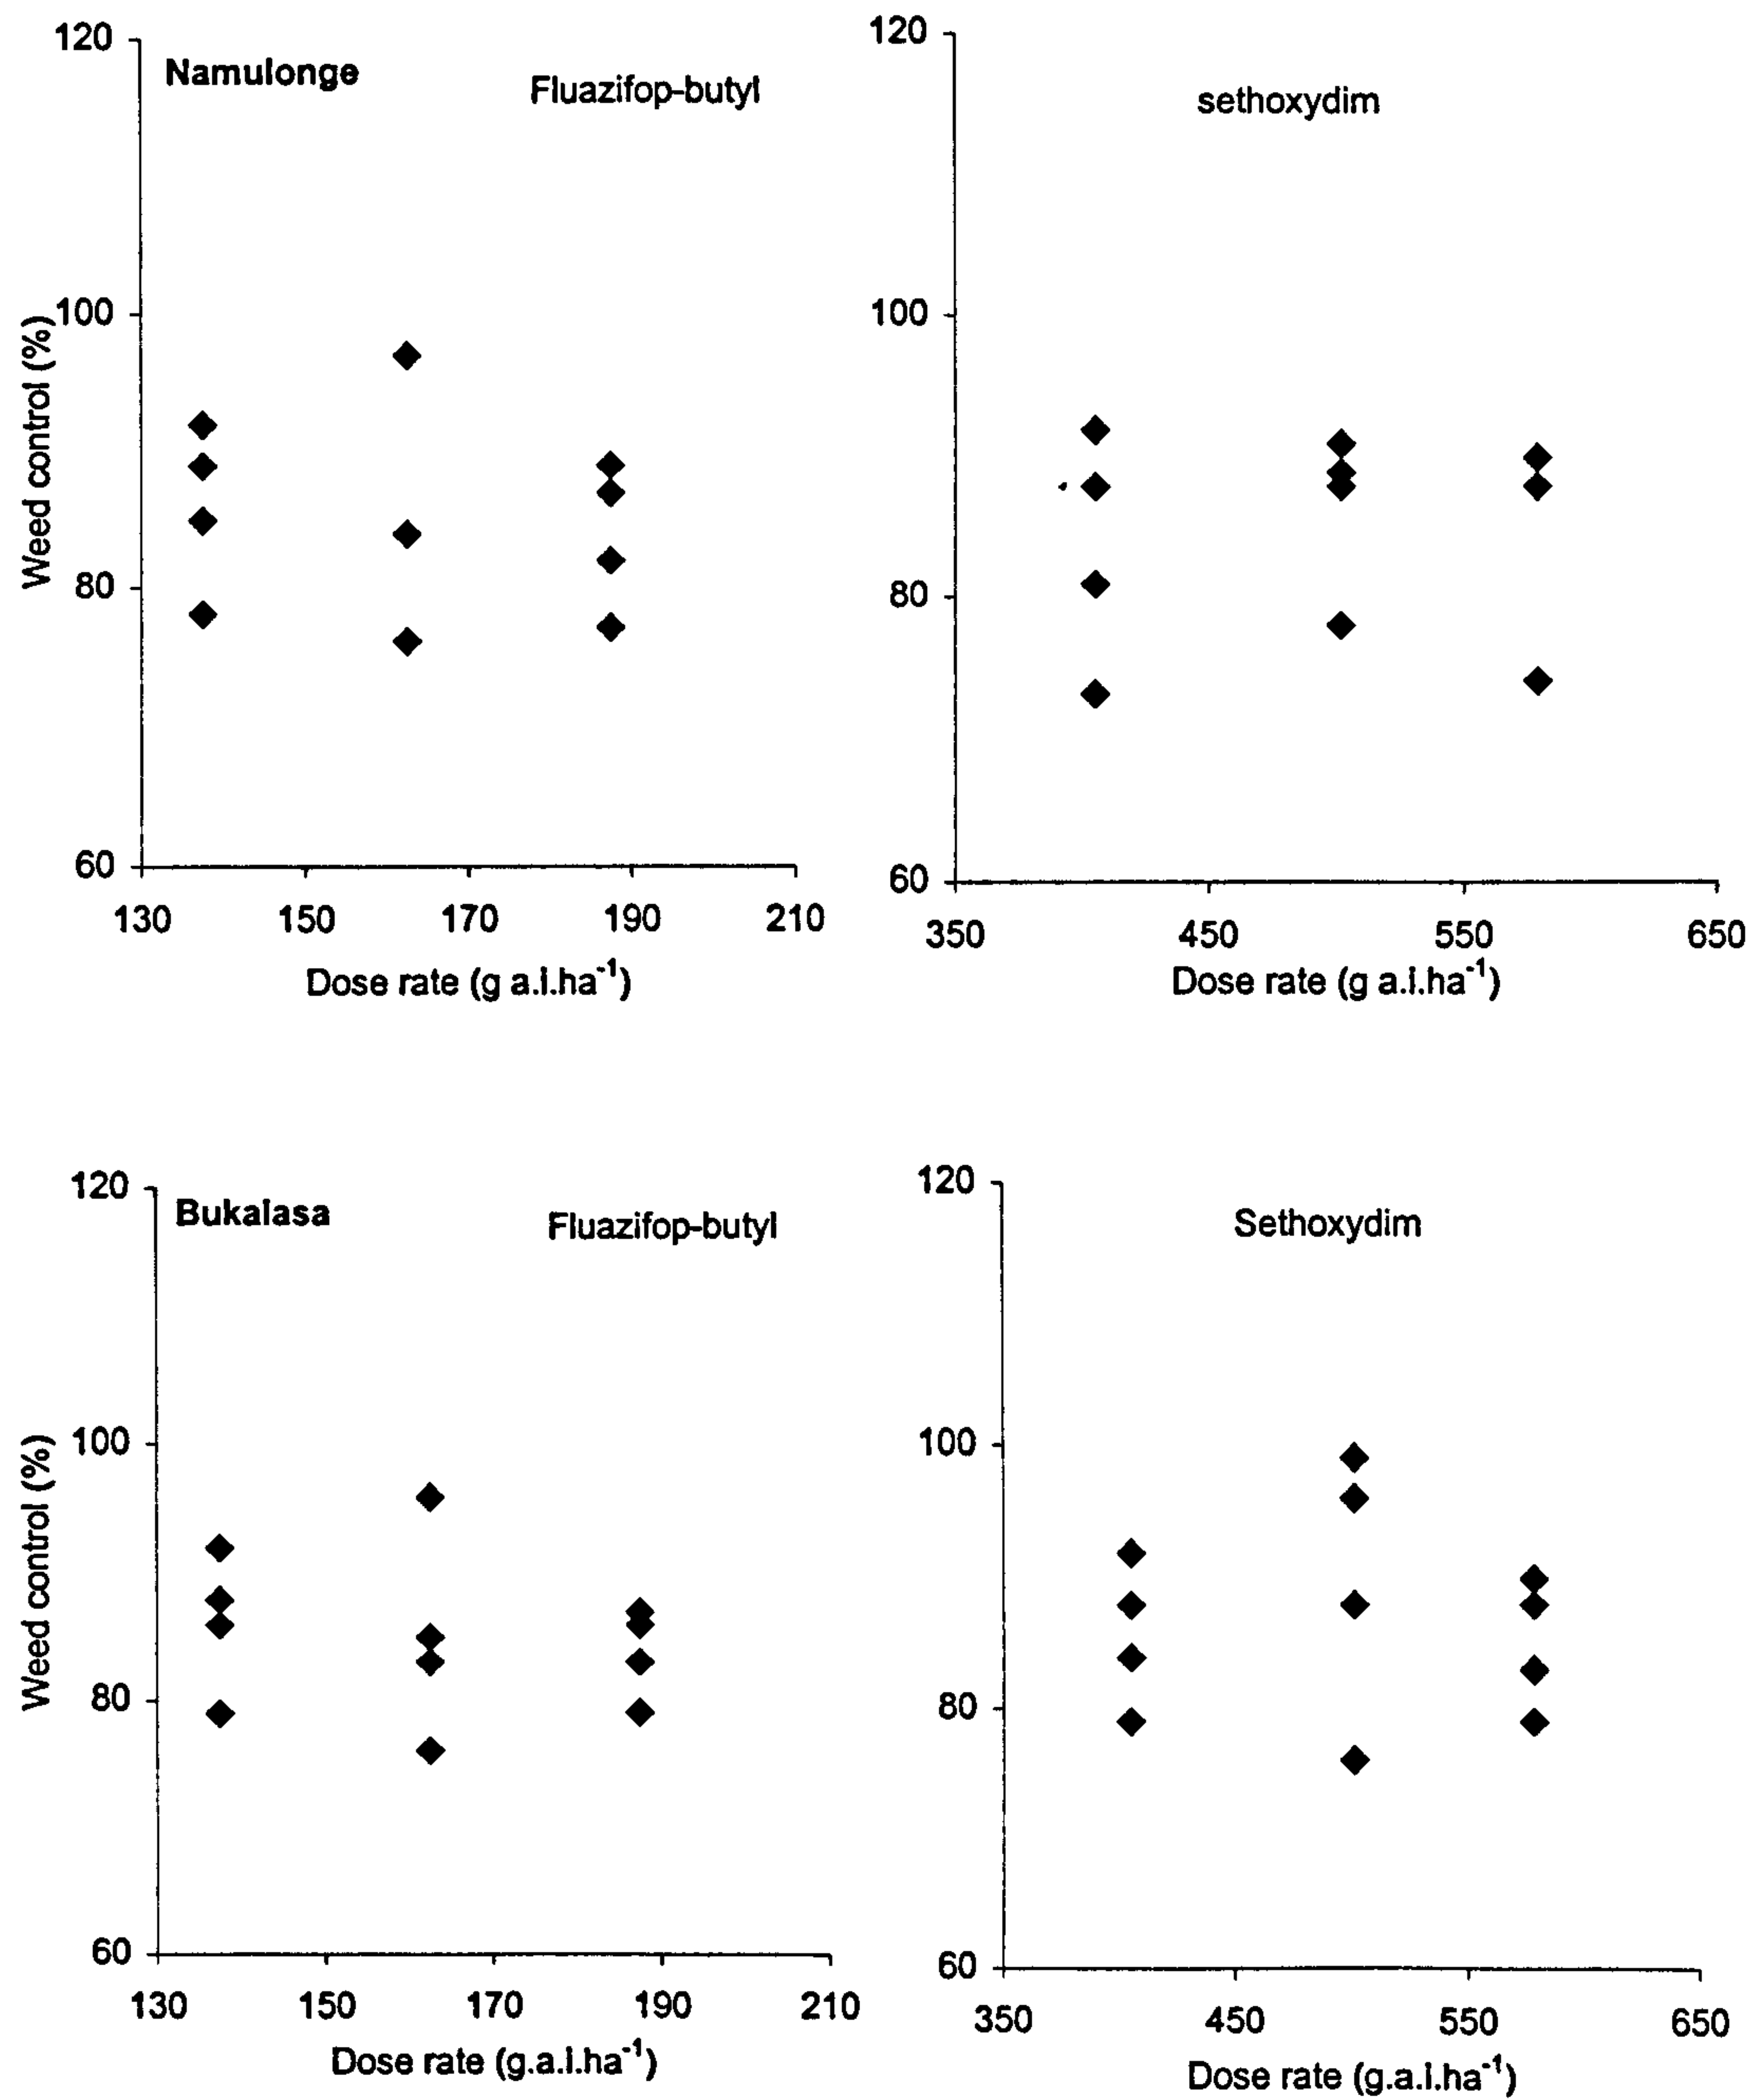 Namulonge
Fluazifop-butyl
Weed control (%)
120
100
80
60
130 150 170 190 210
Dose rate (g a.i.ha⁻¹)
sethoxydim
120
100
80
60
350 450 550 650
Dose rate (g a.i.ha⁻¹)
Bukalasa
Fluazifop-butyl
Weed control (%)
120
100
80
60
130 150 170 190 210
Dose rate (g.a.i.ha⁻¹)
Sethoxydim
120
100
80
60
350 450 550 650
Dose rate (g.a.i.ha⁻¹)